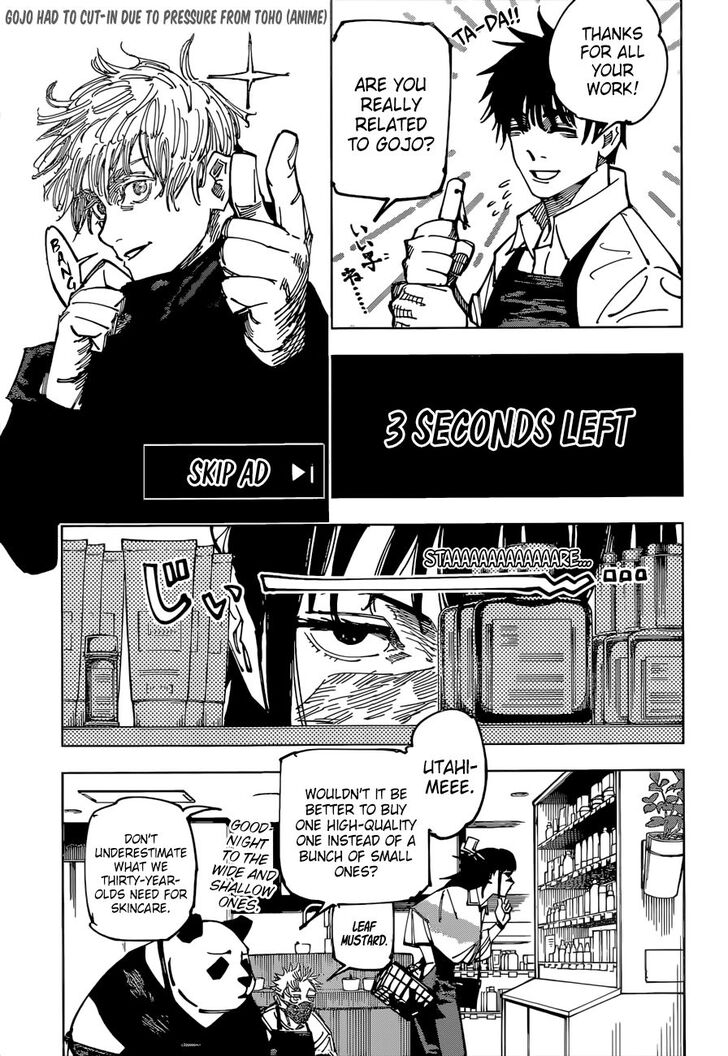 GOJO HAD TO CUT-IN DUE TO PRESSURE FROM TOHO (ANIME)
TA-DA!!
THANKS
FOR ALL
YOUR
WORK!
ARE YOU
REALLY
RELATED
TO GOJO?
いい子
BANG
3 SECONDS LEFT
SKIP AD
じぃ
STAAAAAAAAAAAAARE...
UTAHI-
MEEE.
WOULDN'T IT BE
BETTER TO BUY
ONE HIGH-QUALITY
ONE INSTEAD OF A
BUNCH OF SMALL
ONES?
GOOD-
NIGHT
TO THE
WIDE AND
SHALLOW
ONES.
DON'T
UNDERESTIMATE
WHAT WE
THIRTY-YEAR-
OLDS NEED FOR
SKINCARE.
LEAF
MUSTARD.